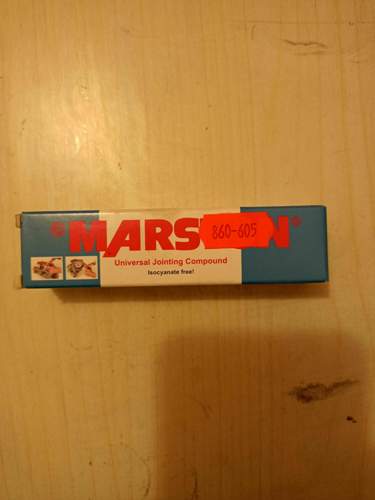 ®MARS N®
860-605
Universal Jointing Compound
Isocyanate free!